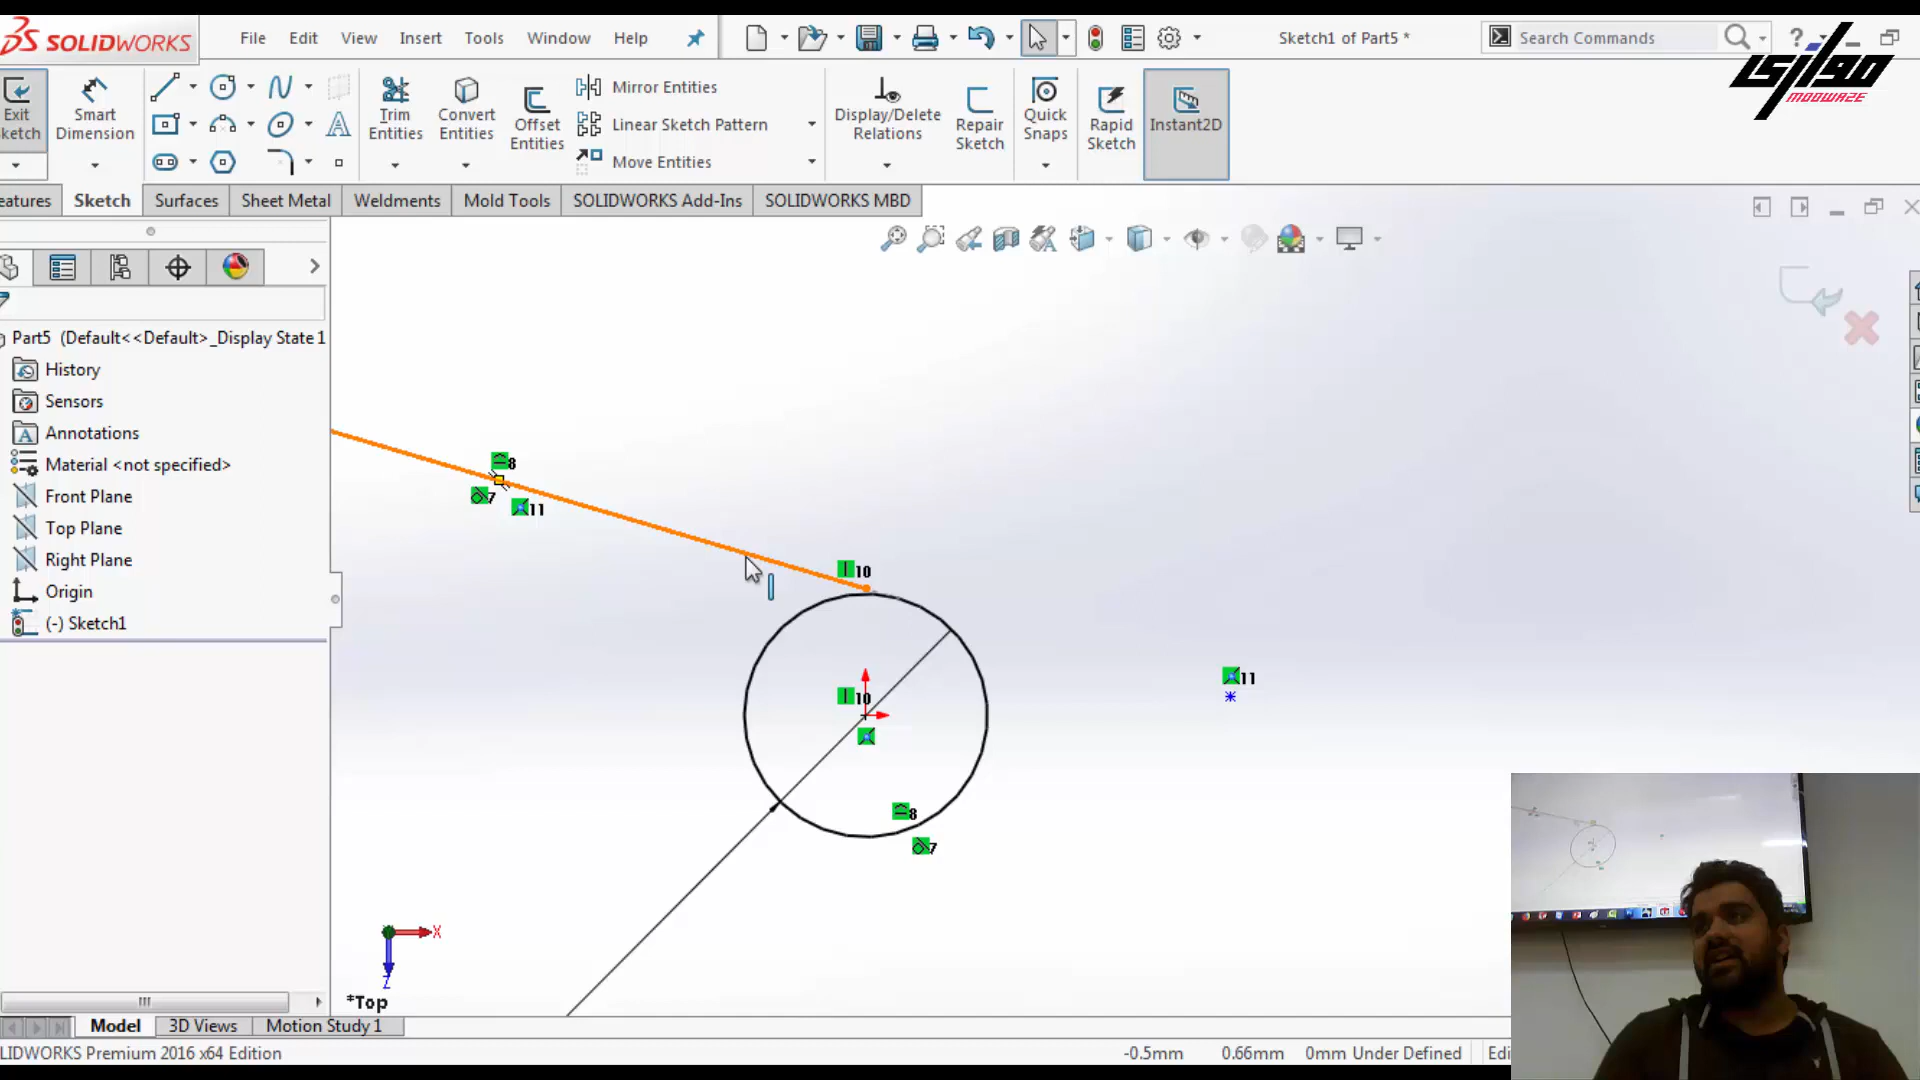 SOLIDWORKS
File Edit View Insert Tools Window Help
Sketch1 of Part5 *
Search Commands
?
موازی
MOOWAZE
Exit
ketch
Smart
Dimension
Trim
Entities
Convert
Entities
Offset
Entities
Mirror Entities
Linear Sketch Pattern
Move Entities
Display/Delete
Relations
Repair
Sketch
Quick
Snaps
Rapid
Sketch
Instant2D
eatures Sketch Surfaces Sheet Metal Weldments Mold Tools SOLIDWORKS Add-Ins SOLIDWORKS MBD
Part5 (Default<<Default>_Display State 1
History
Sensors
Annotations
Material <not specified>
Front Plane
Top Plane
Right Plane
Origin
(-) Sketch1
8
7
11
10
11
10
8
7
X
Z
*Top
Model 3D Views Motion Study 1
LIDWORKS Premium 2016 x64 Edition
-0.5mm 0.66mm 0mm Under Defined Edi